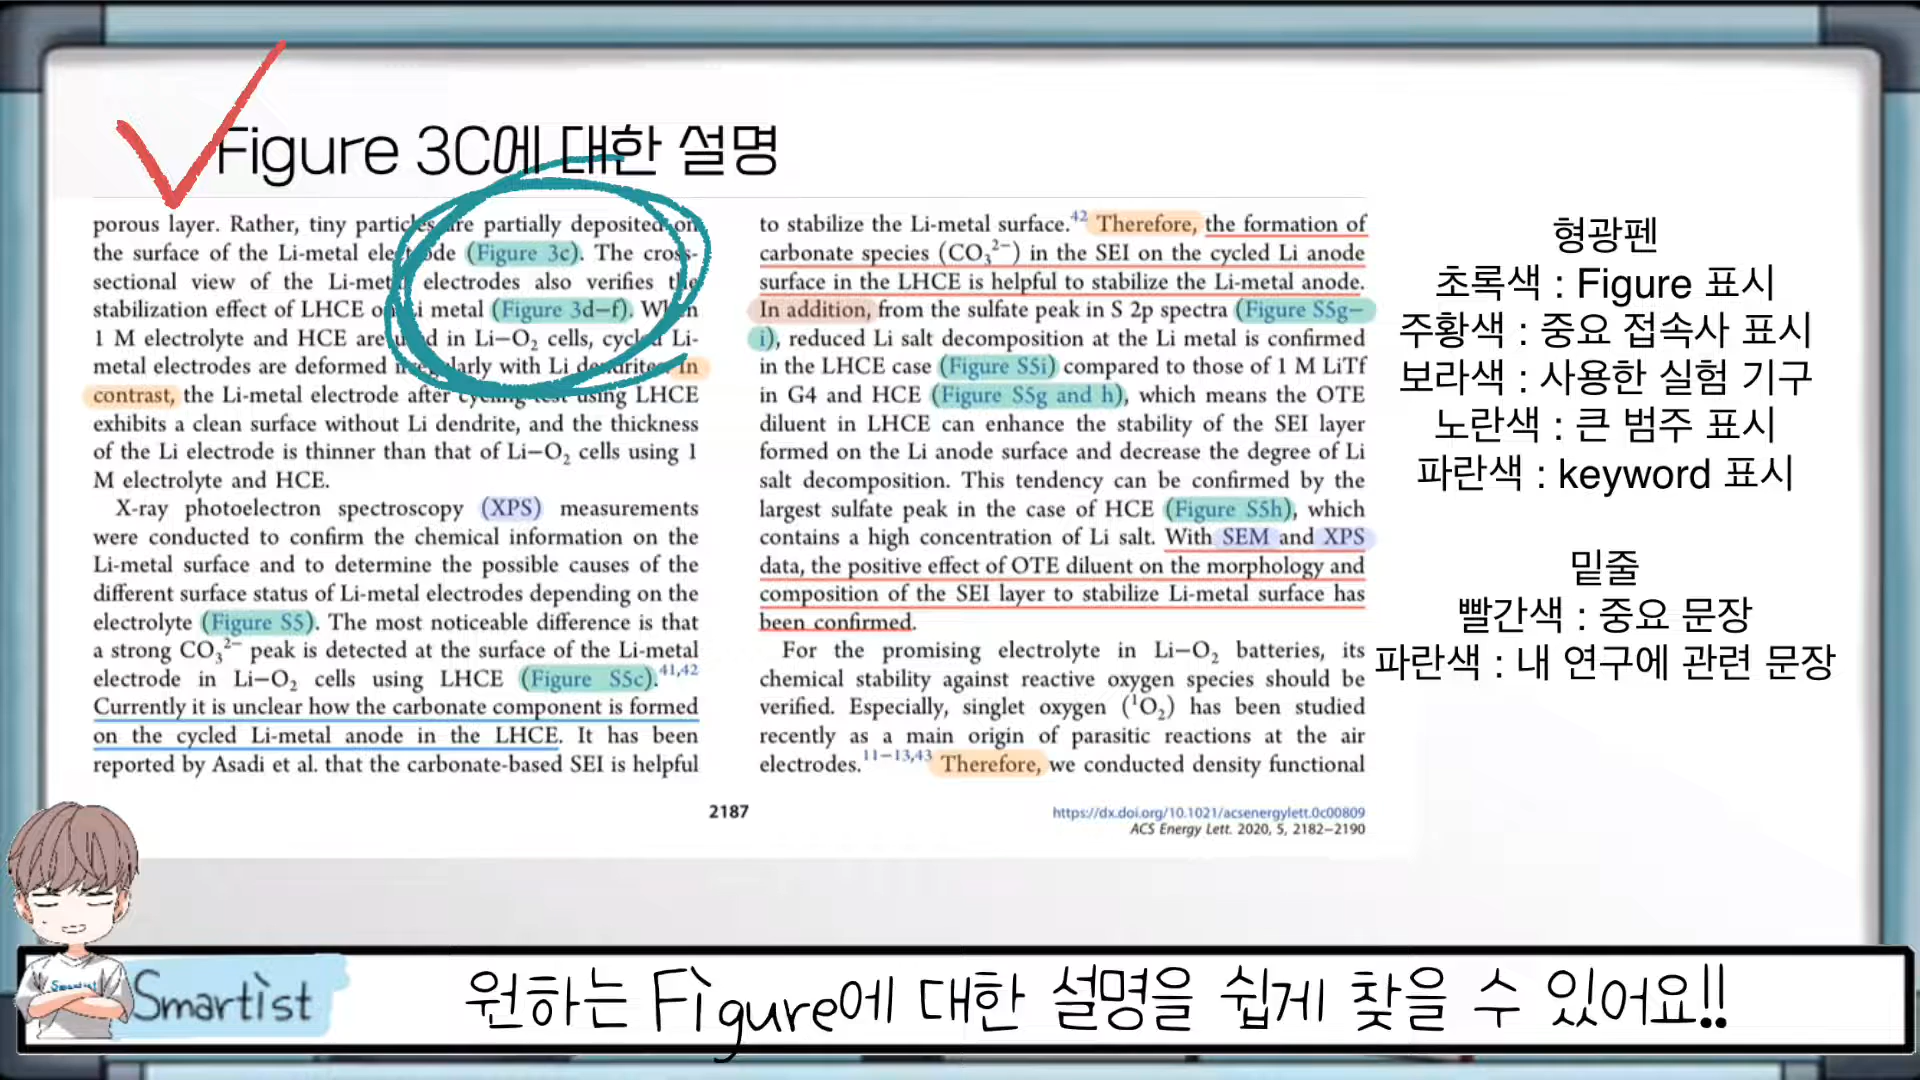 Figure 3C에 대한 설명
porous layer. Rather, tiny particles are partially deposited on
the surface of the Li-metal electrode (Figure 3c). The cross-
sectional view of the Li-metal electrodes also verifies the
stabilization effect of LHCE on Li metal (Figure 3d−f). When
1 M electrolyte and HCE are used in Li−O₂ cells, cycled Li-
metal electrodes are deformed irregularly with Li dendrites. In
contrast, the Li-metal electrode after cycling test using LHCE
exhibits a clean surface without Li dendrite, and the thickness
of the Li electrode is thinner than that of Li−O₂ cells using 1
M electrolyte and HCE.
X-ray photoelectron spectroscopy (XPS) measurements
were conducted to confirm the chemical information on the
Li-metal surface and to determine the possible causes of the
different surface status of Li-metal electrodes depending on the
electrolyte (Figure S5). The most noticeable difference is that
a strong CO₃²⁻ peak is detected at the surface of the Li-metal
electrode in Li−O₂ cells using LHCE (Figure S5c).⁴¹,⁴²
Currently it is unclear how the carbonate component is formed
on the cycled Li-metal anode in the LHCE. It has been
reported by Asadi et al. that the carbonate-based SEI is helpful
to stabilize the Li-metal surface.⁴² Therefore, the formation of
carbonate species (CO₃²⁻) in the SEI on the cycled Li anode
surface in the LHCE is helpful to stabilize the Li-metal anode.
In addition, from the sulfate peak in S 2p spectra (Figure S5g−
i), reduced Li salt decomposition at the Li metal is confirmed
in the LHCE case (Figure S5i) compared to those of 1 M LiTf
in G4 and HCE (Figure S5g and h), which means the OTE
diluent in LHCE can enhance the stability of the SEI layer
formed on the Li anode surface and decrease the degree of Li
salt decomposition. This tendency can be confirmed by the
largest sulfate peak in the case of HCE (Figure S5h), which
contains a high concentration of Li salt. With SEM and XPS
data, the positive effect of OTE diluent on the morphology and
composition of the SEI layer to stabilize Li-metal surface has
been confirmed.
For the promising electrolyte in Li−O₂ batteries, its
chemical stability against reactive oxygen species should be
verified. Especially, singlet oxygen (¹O₂) has been studied
recently as a main origin of parasitic reactions at the air
electrodes.¹¹⁻¹³,⁴³ Therefore, we conducted density functional
2187
https://dx.doi.org/10.1021/acsenergylett.0c00809
ACS Energy Lett. 2020, 5, 2182−2190
형광펜
초록색 : Figure 표시
주황색 : 중요 접속사 표시
보라색 : 사용한 실험 기구
노란색 : 큰 범주 표시
파란색 : keyword 표시
밑줄
빨간색 : 중요 문장
파란색 : 내 연구에 관련 문장
Smartist
Smartist
원하는 Figure에 대한 설명을 쉽게 찾을 수 있어요!!